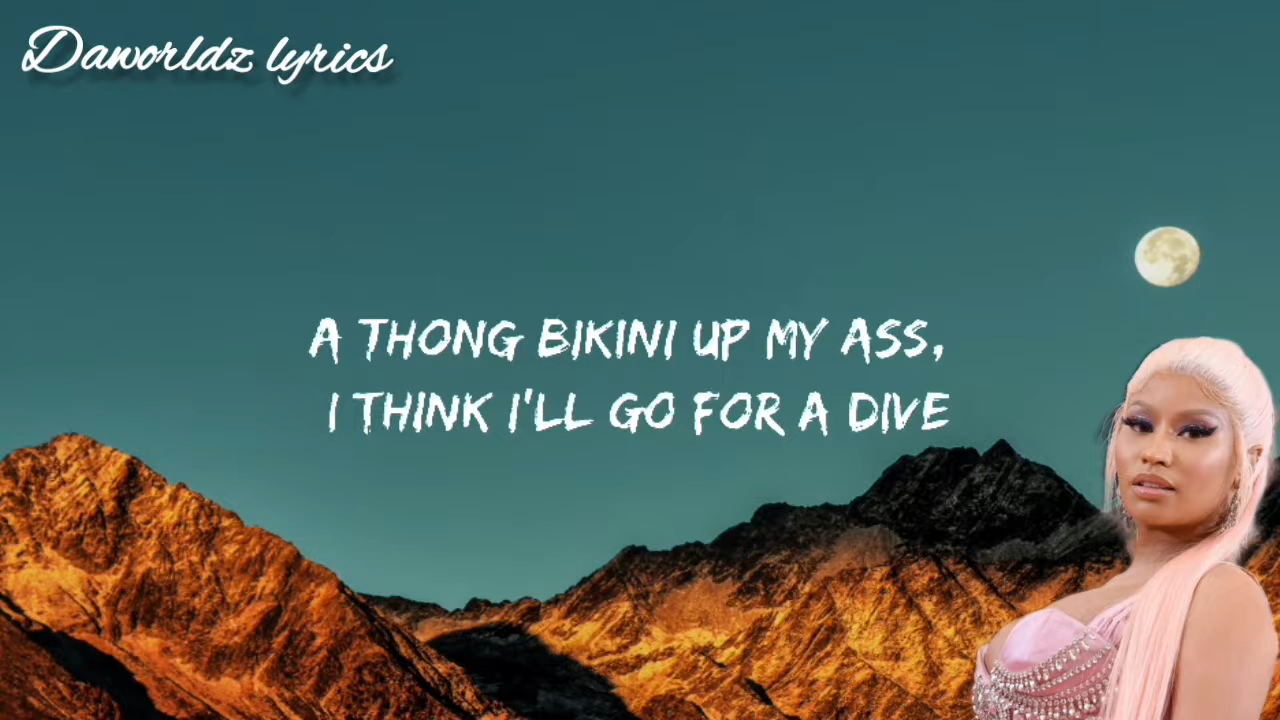 Daworldz lyrics
A THONG BIKINI UP MY ASS,
I THINK I'LL GO FOR A DIVE